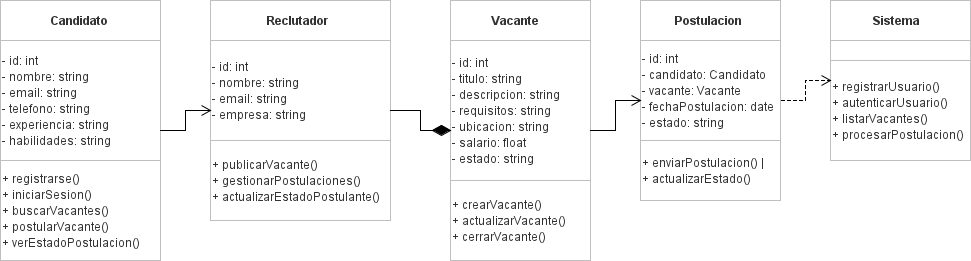 Candidato
- id: int
- nombre: string
- email: string
- telefono: string
- experiencia: string
- habilidades: string
+ registrarse()
+ iniciarSesion()
+ buscarVacantes()
+ postularVacante()
+ verEstadoPostulacion()
Reclutador
- id: int
- nombre: string
- email: string
- empresa: string
+ publicarVacante()
+ gestionarPostulaciones()
+ actualizarEstadoPostulante()
Vacante
- id: int
- titulo: string
- descripcion: string
- requisitos: string
- ubicacion: string
- salario: float
- estado: string
+ crearVacante()
+ actualizarVacante()
+ cerrarVacante()
Postulacion
- id: int
- candidato: Candidato
- vacante: Vacante
- fechaPostulacion: date
- estado: string
+ enviarPostulacion() |
+ actualizarEstado()
Sistema
+ registrarUsuario()
+ autenticarUsuario()
+ listarVacantes()
+ procesarPostulacion()